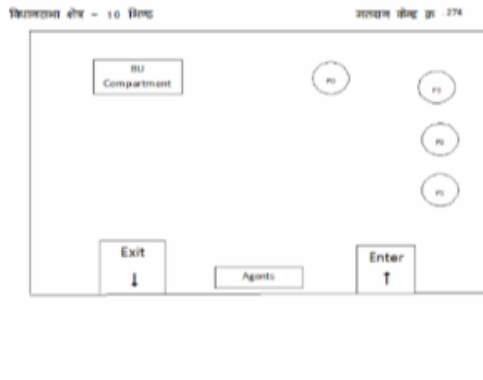 विधानसभा क्षेत्र - 10 भिण्ड
मतदान केन्द्र क्र .274
BU
Compartment
Exit
↓
Agents
Enter
↑